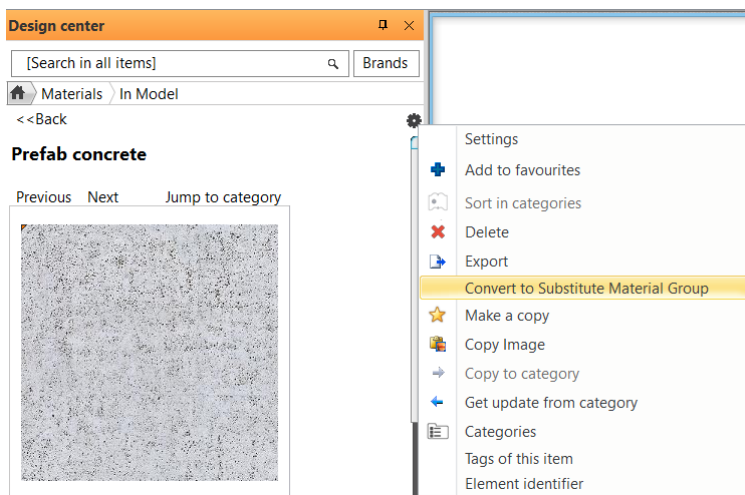 Design center
[Search in all items]
Brands
Materials
In Model
<<Back
Prefab concrete
Previous Next Jump to category
Settings
Add to favourites
Sort in categories
Delete
Export
Convert to Substitute Material Group
Make a copy
Copy Image
Copy to category
Get update from category
Categories
Tags of this item
Element identifier